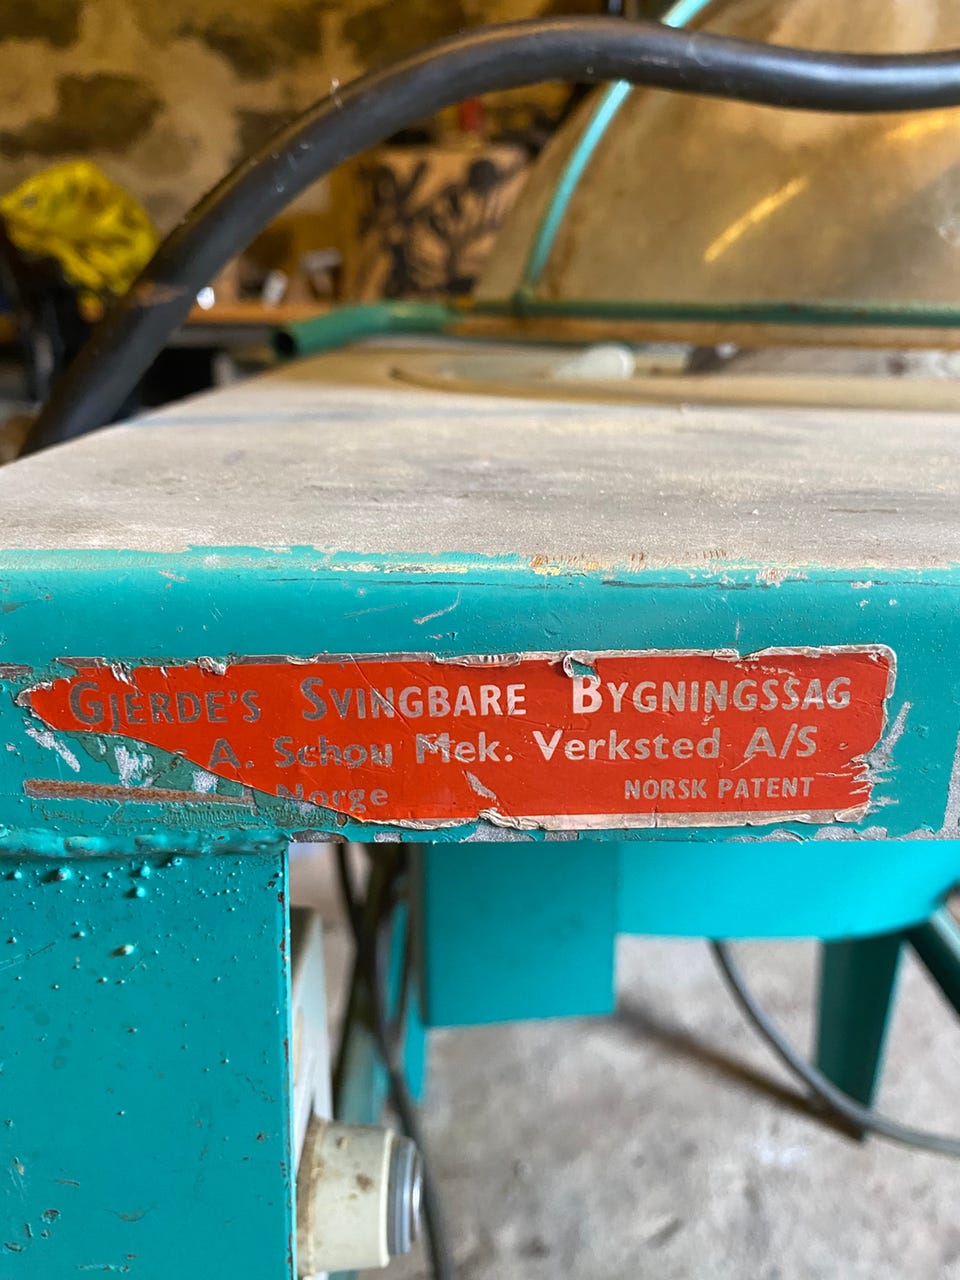 GJERDE'S SVINGBARE BYGNINGSSAG
A. Schou Mek. Verksted A/S
Norge NORSK PATENT